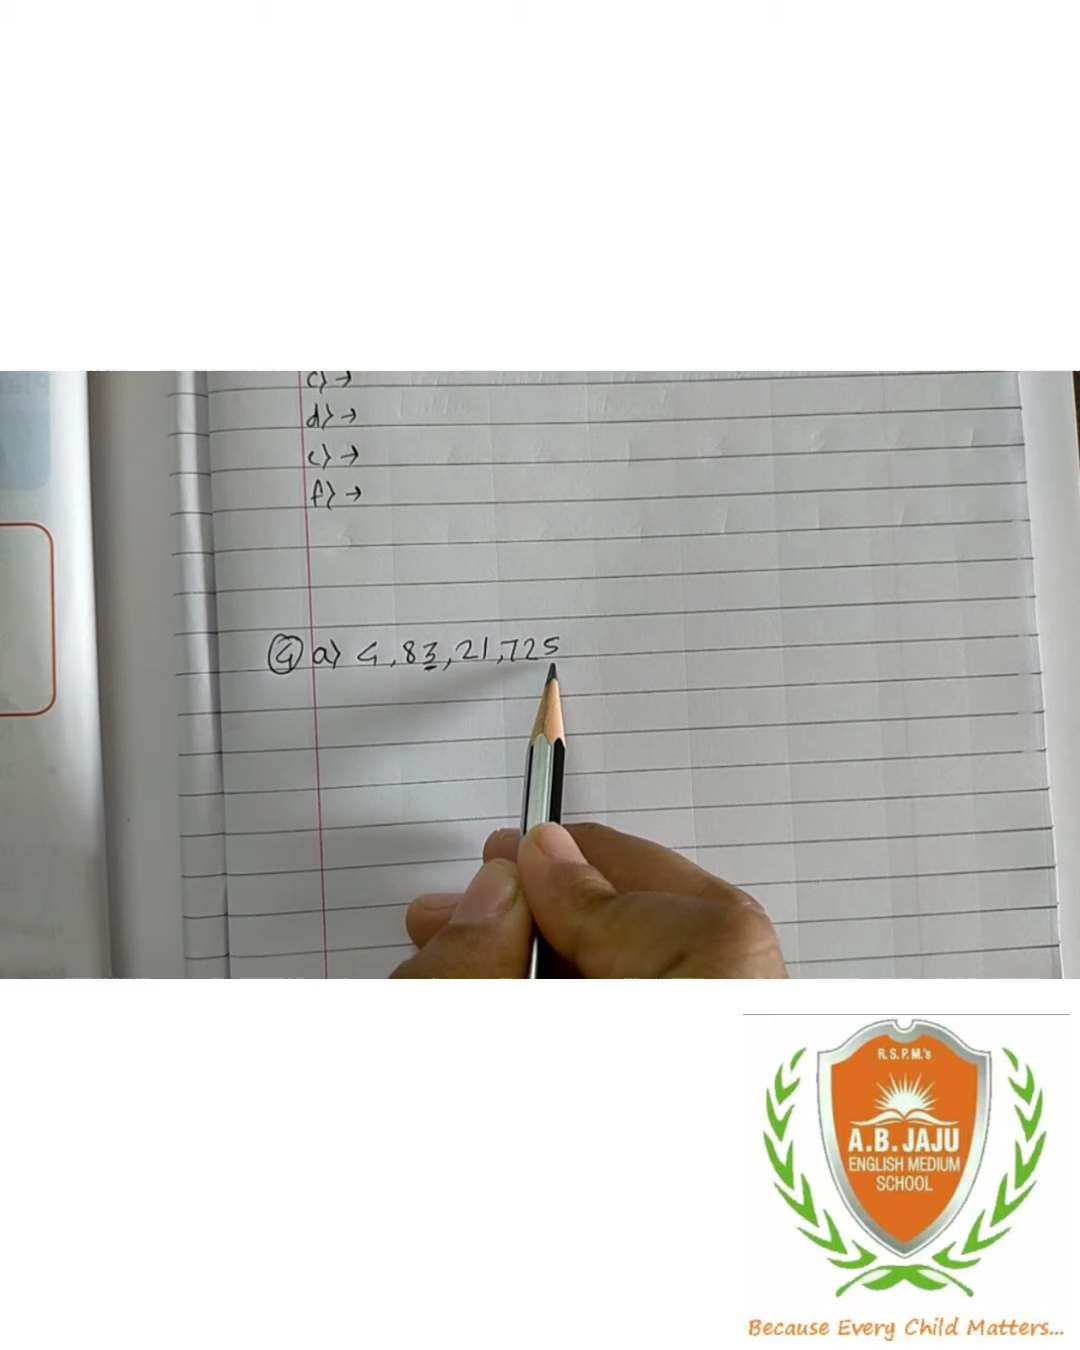 c) →
d) →
e) →
f) →
4 a) 4,83,21,725
R.S.P.M.'s
A.B. JAJU
ENGLISH MEDIUM
SCHOOL
Because Every Child Matters...